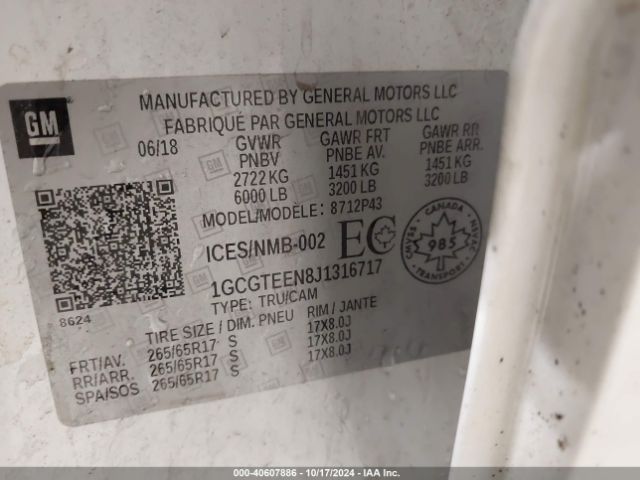 GM
MANUFACTURED BY GENERAL MOTORS LLC
FABRIQUÉ PAR GENERAL MOTORS LLC
06/18 GVWR GAWR FRT GAWR RR
PNBV PNBE AV. PNBE ARR.
2722 KG 1451 KG 1451 KG
6000 LB 3200 LB 3200 LB
MODEL/MODELE: 8712P43
ICES/NMB-002 EC
CANADA
985
1GCGTEEN8J1316717
TYPE: TRU/CAM
8624
TIRE SIZE / DIM. PNEU RIM / JANTE
FRT/AV. 265/65R17 S 17X8.0J
RR/ARR. 265/65R17 S 17X8.0J
SPA/SOS 265/65R17 S 17X8.0J
000-40607886 | 10/17/2024 | IAA Inc.